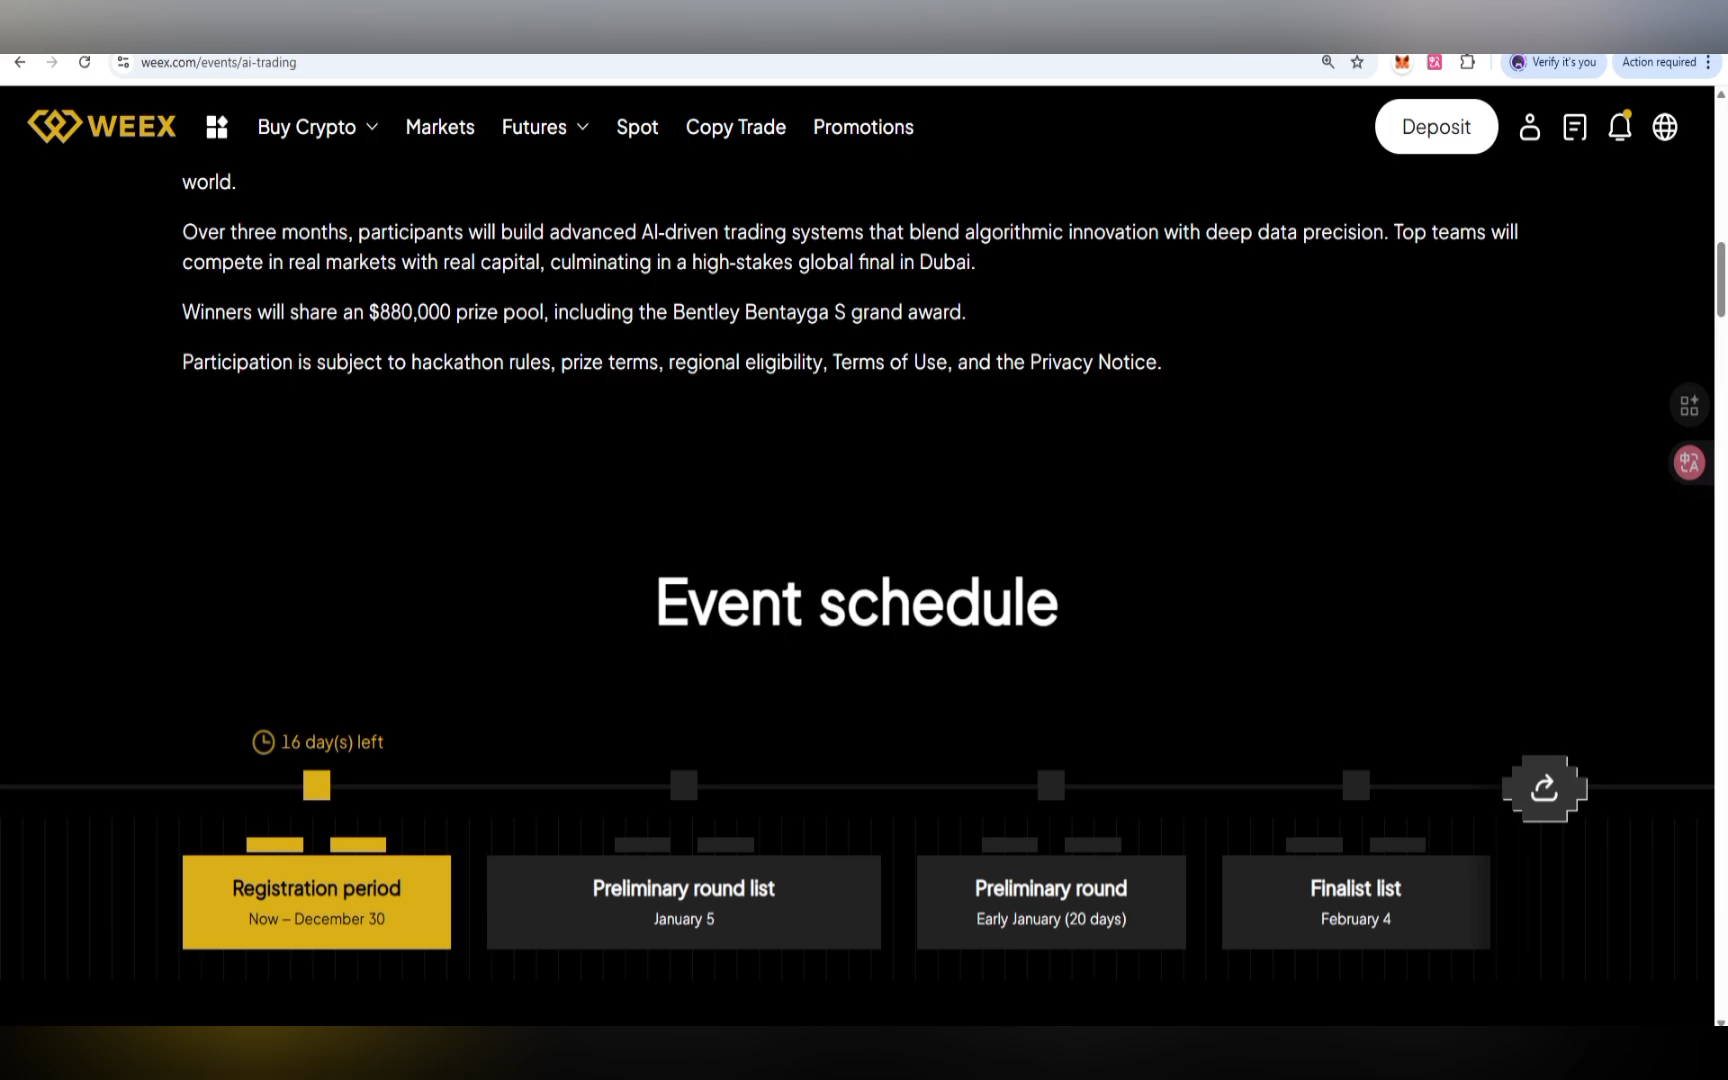 weex.com/events/ai-trading
Verify it's you
Action required
WEEX
Buy Crypto
Markets
Futures
Spot
Copy Trade
Promotions
Deposit
world.
Over three months, participants will build advanced AI-driven trading systems that blend algorithmic innovation with deep data precision. Top teams will
compete in real markets with real capital, culminating in a high-stakes global final in Dubai.
Winners will share an $880,000 prize pool, including the Bentley Bentayga S grand award.
Participation is subject to hackathon rules, prize terms, regional eligibility, Terms of Use, and the Privacy Notice.
Event schedule
16 day(s) left
Registration period
Now – December 30
Preliminary round list
January 5
Preliminary round
Early January (20 days)
Finalist list
February 4